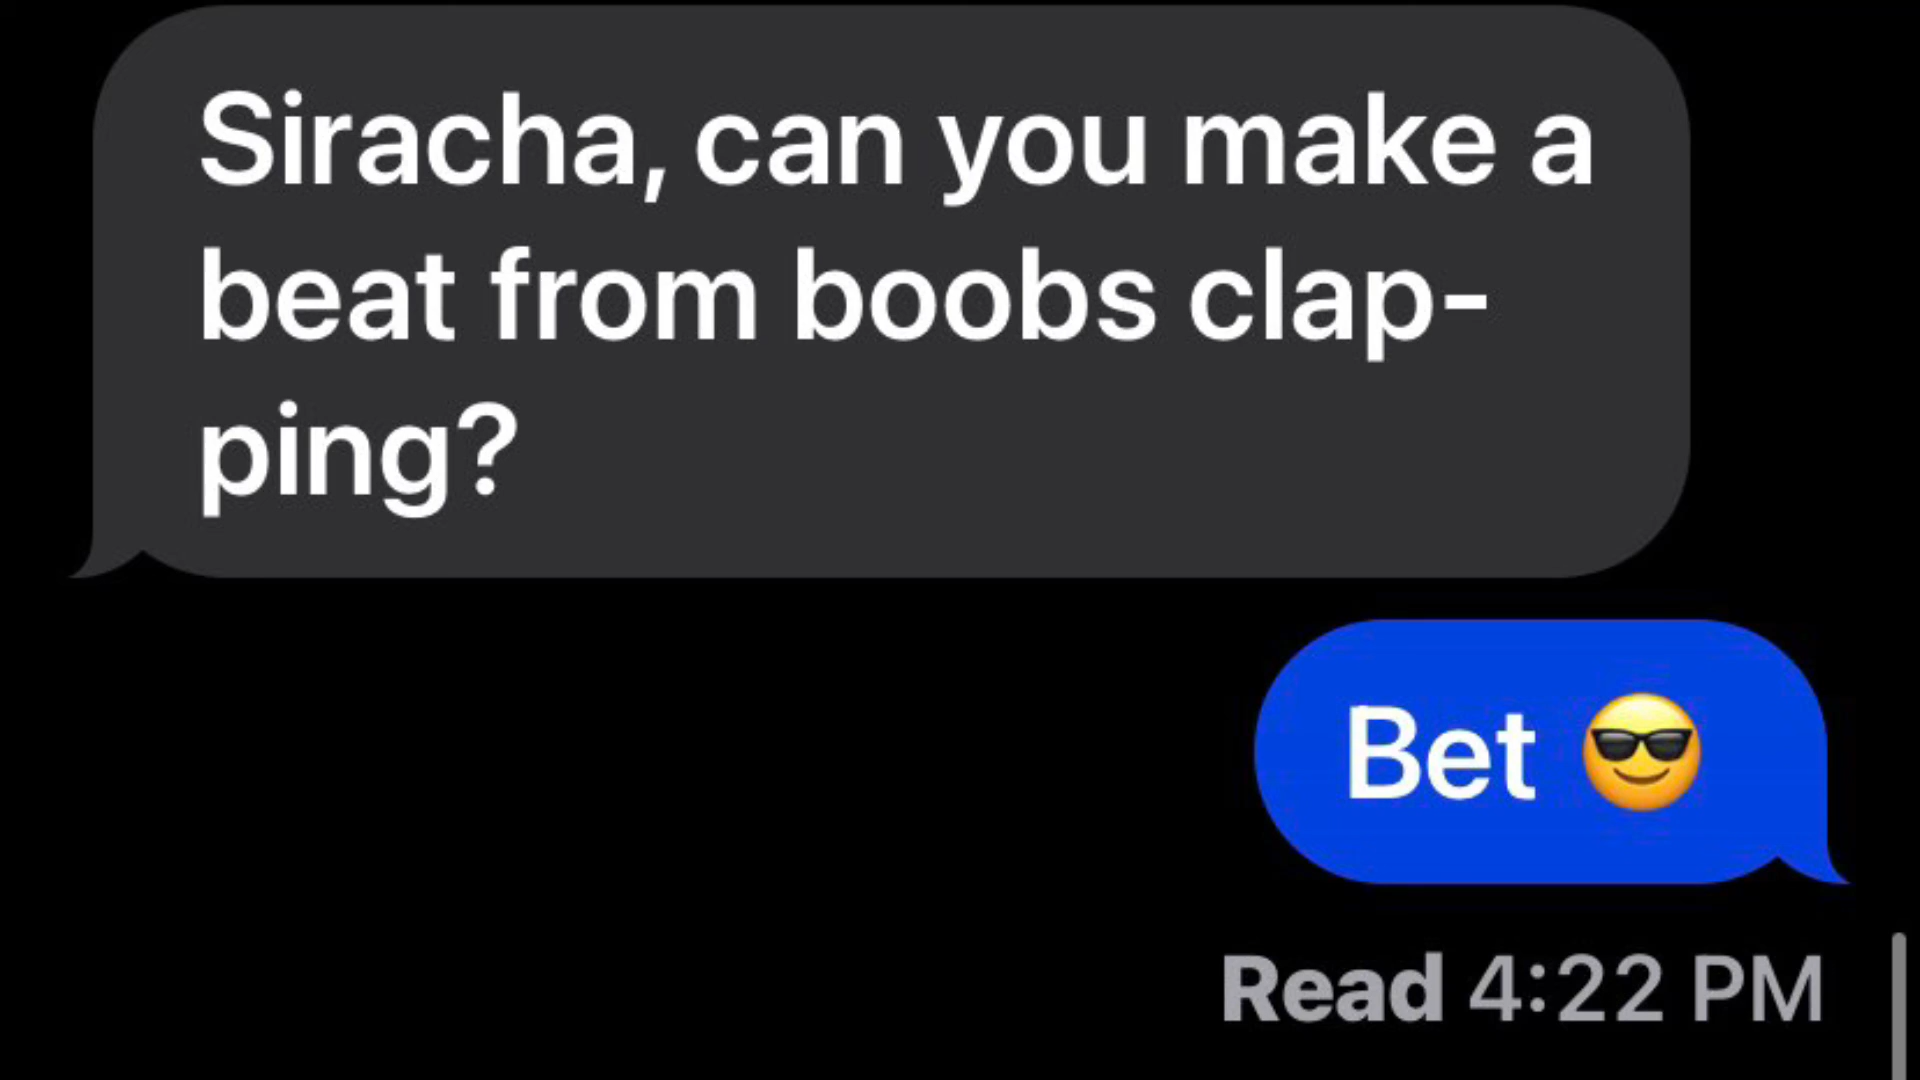 Siracha, can you make a
beat from boobs clap-
ping?
Bet 😎
Read 4:22 PM